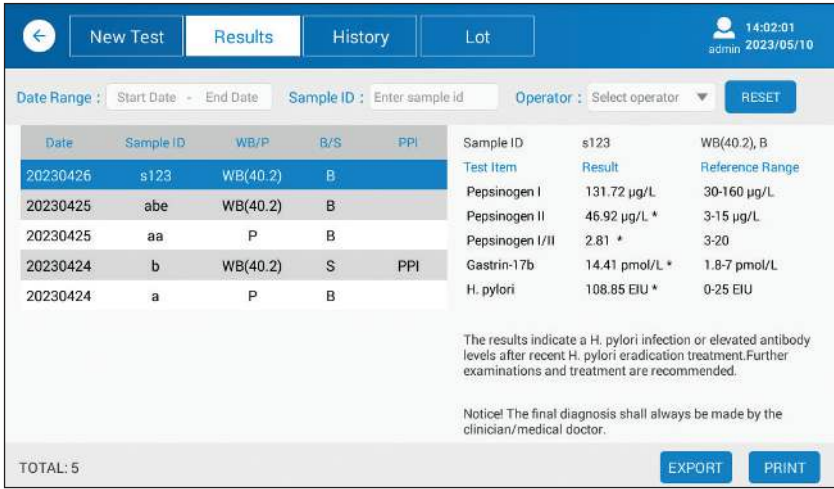 New Test Results History Lot 14:02:01
admin 2023/05/10
Date Range : Start Date - End Date Sample ID : Enter sample id Operator : Select operator RESET
Date Sample ID WB/P B/S PPI
20230426 s123 WB(40.2) B
20230425 abe WB(40.2) B
20230425 aa P B
20230424 b WB(40.2) S PPI
20230424 a P B
Sample ID s123 WB(40.2), B
Test Item Result Reference Range
Pepsinogen I 131.72 µg/L 30-160 µg/L
Pepsinogen II 46.92 µg/L * 3-15 µg/L
Pepsinogen I/II 2.81 * 3-20
Gastrin-17b 14.41 pmol/L * 1.8-7 pmol/L
H. pylori 108.85 EIU * 0-25 EIU
The results indicate a H. pylori infection or elevated antibody
levels after recent H. pylori eradication treatment.Further
examinations and treatment are recommended.
Notice! The final diagnosis shall always be made by the
clinician/medical doctor.
TOTAL: 5 EXPORT PRINT